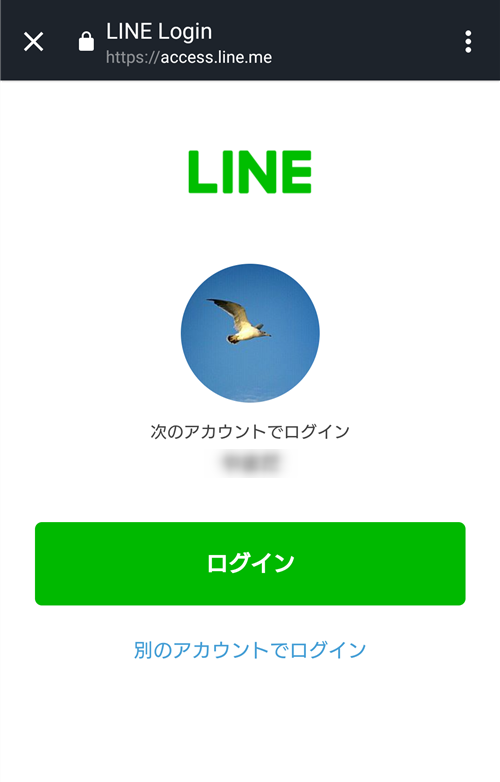 LINE Login
https://access.line.me
LINE
次のアカウントでログイン
ログイン
別のアカウントでログイン